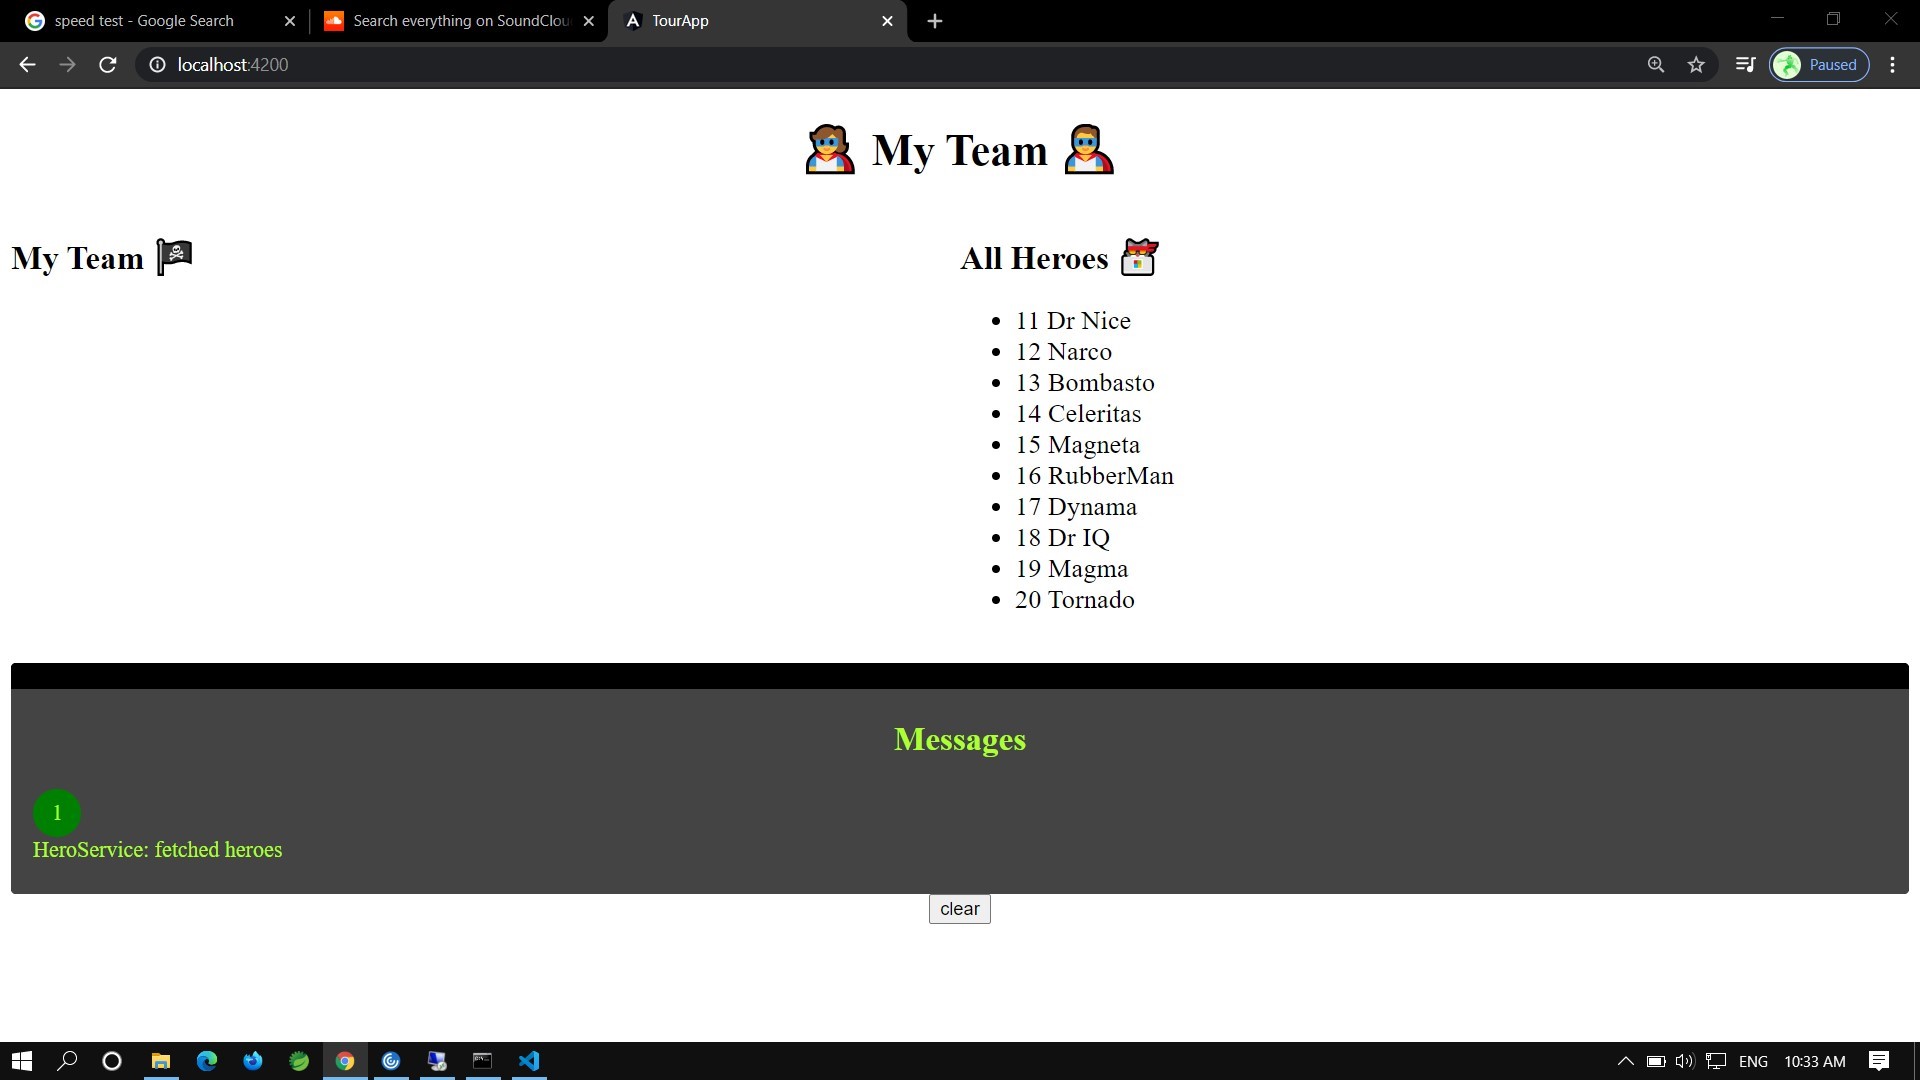 speed test - Google Search
Search everything on SoundClou
TourApp
localhost:4200
Paused
My Team
My Team
All Heroes
11 Dr Nice
12 Narco
13 Bombasto
14 Celeritas
15 Magneta
16 RubberMan
17 Dynama
18 Dr IQ
19 Magma
20 Tornado
Messages
1
HeroService: fetched heroes
clear
ENG 10:33 AM